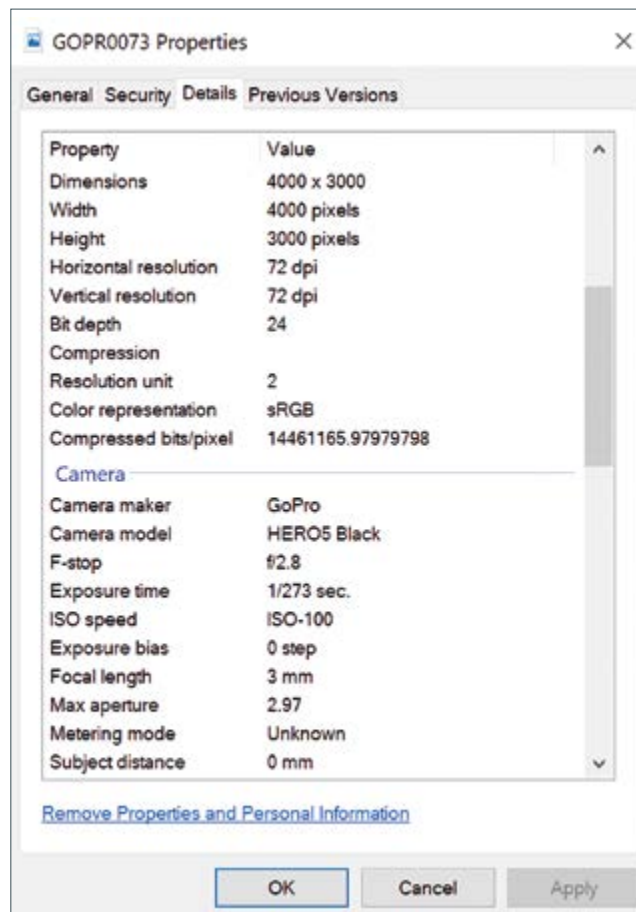 GOPR0073 Properties
General Security Details Previous Versions
Property Value
Dimensions 4000 x 3000
Width 4000 pixels
Height 3000 pixels
Horizontal resolution 72 dpi
Vertical resolution 72 dpi
Bit depth 24
Compression
Resolution unit 2
Color representation sRGB
Compressed bits/pixel 14461165.97979798
Camera
Camera maker GoPro
Camera model HERO5 Black
F-stop f/2.8
Exposure time 1/273 sec.
ISO speed ISO-100
Exposure bias 0 step
Focal length 3 mm
Max aperture 2.97
Metering mode Unknown
Subject distance 0 mm
Remove Properties and Personal Information
OK Cancel Apply